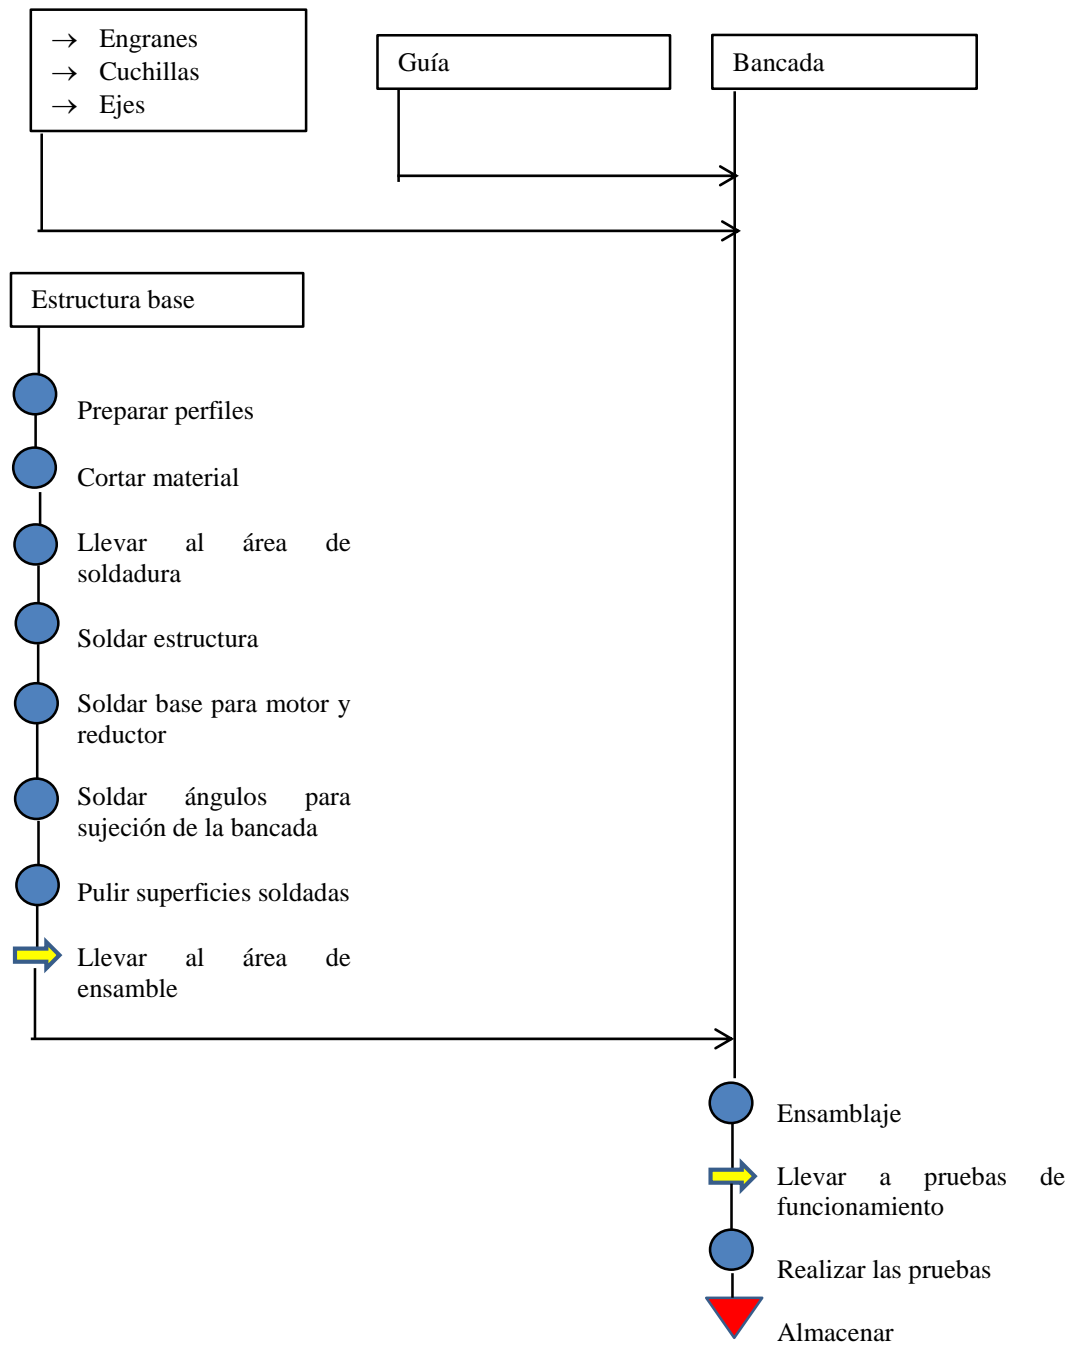 → Engranes
→ Cuchillas
→ Ejes
Guía
Bancada
Estructura base
Preparar perfiles
Cortar material
Llevar al área de
soldadura
Soldar estructura
Soldar base para motor y
reductor
Soldar ángulos para
sujeción de la bancada
Pulir superficies soldadas
Llevar al área de
ensamble
Ensamblaje
Llevar a pruebas de
funcionamiento
Realizar las pruebas
Almacenar